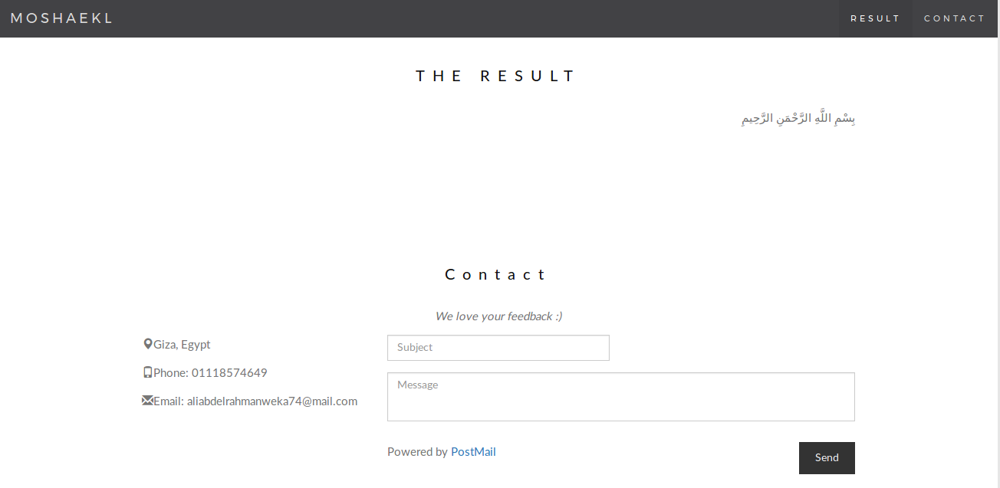 MOSHAEKL
RESULT
CONTACT
THE RESULT
بِسْمِ اللَّهِ الرَّحْمَنِ الرَّحِيمِ
Contact
We love your feedback :)
Giza, Egypt
Phone: 01118574649
Email: aliabdelrahmanweka74@mail.com
Subject
Message
Powered by PostMail
Send